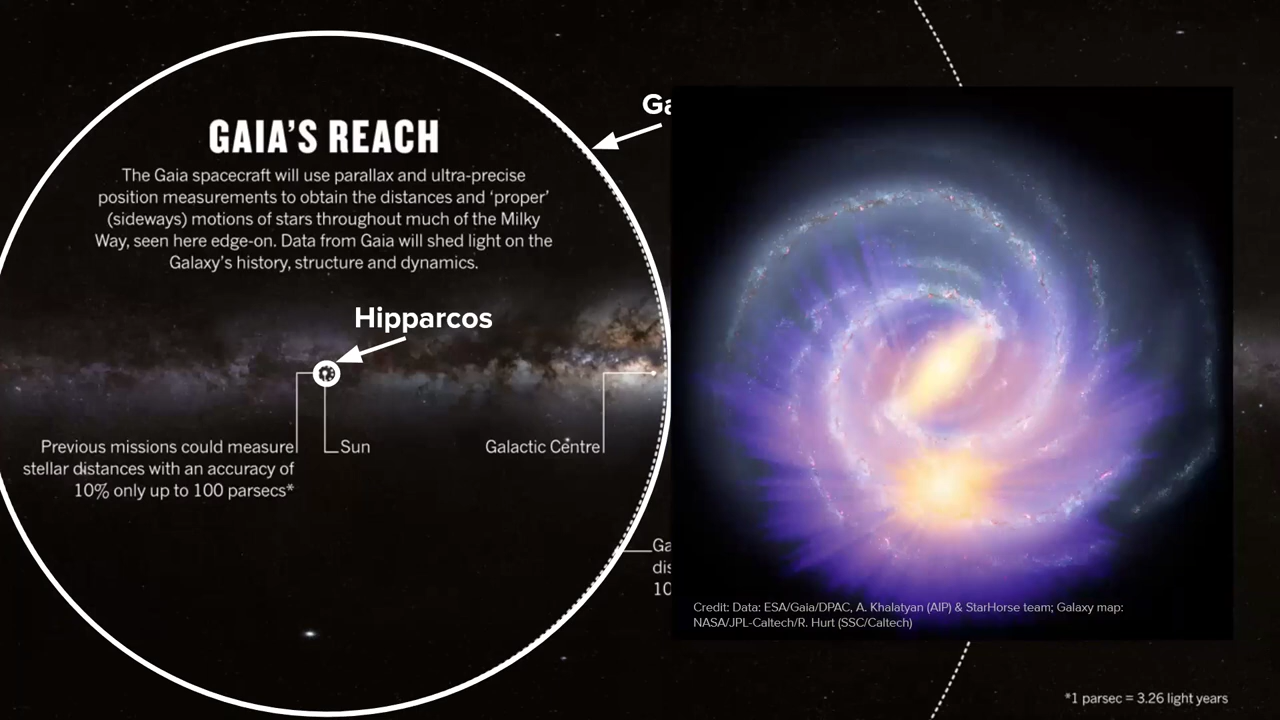 GAIA'S REACH
The Gaia spacecraft will use parallax and ultra-precise
position measurements to obtain the distances and ‘proper’
(sideways) motions of stars throughout much of the Milky
Way, seen here edge-on. Data from Gaia will shed light on the
Galaxy's history, structure and dynamics.
Hipparcos
Previous missions could measure
stellar distances with an accuracy of
10% only up to 100 parsecs*
Sun
Galactic Centre
Credit: Data: ESA/Gaia/DPAC, A. Khalatyan (AIP) & StarHorse team; Galaxy map:
NASA/JPL-Caltech/R. Hurt (SSC/Caltech)
*1 parsec = 3.26 light years